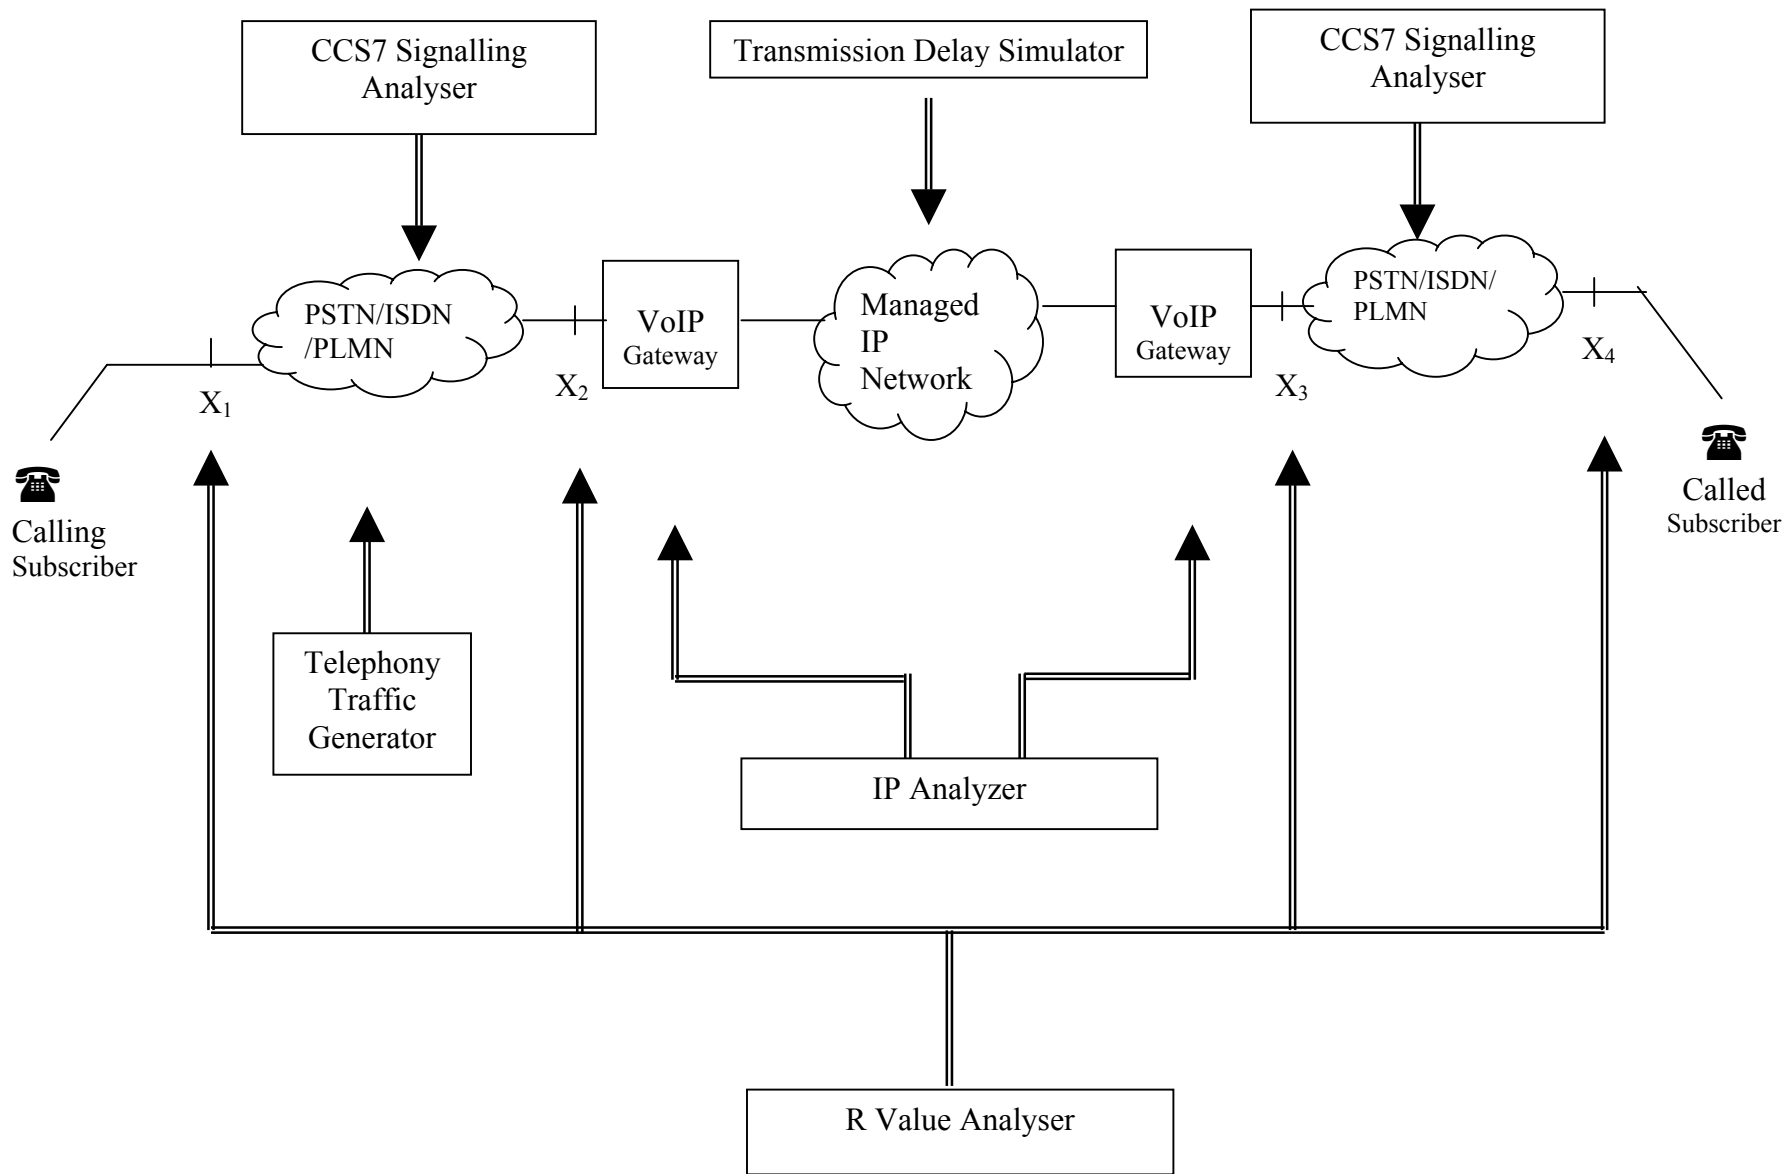 CCS7 Signalling
Analyser
Transmission Delay Simulator
CCS7 Signalling
Analyser
PSTN/ISDN
/PLMN
VoIP
Gateway
Managed
IP
Network
VoIP
Gateway
PSTN/ISDN/
PLMN
X₁
X₂
X₃
X₄
Calling
Subscriber
Called
Subscriber
Telephony
Traffic
Generator
IP Analyzer
R Value Analyser